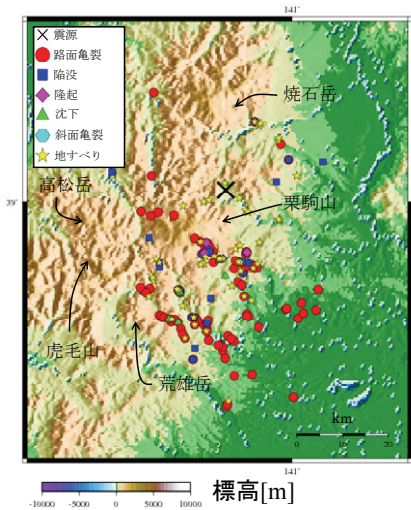 141°
震源
路面亀裂
陥没
隆起
沈下
斜面亀裂
地すべり
焼石岳
高松岳
39°
栗駒山
虎毛山
荒雄岳
km
0 10 20
141°
-10000 -5000 0 5000 10000
標高[m]